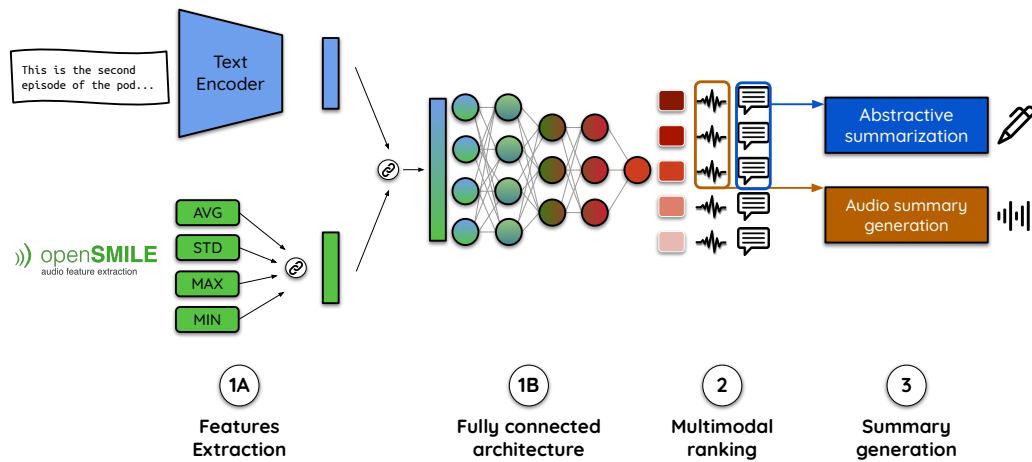 This is the second
episode of the pod...
Text
Encoder
AVG
STD
MAX
MIN
openSMILE
audio feature extraction
Abstractive
summarization
Audio summary
generation
1A
Features
Extraction
1B
Fully connected
architecture
2
Multimodal
ranking
3
Summary
generation